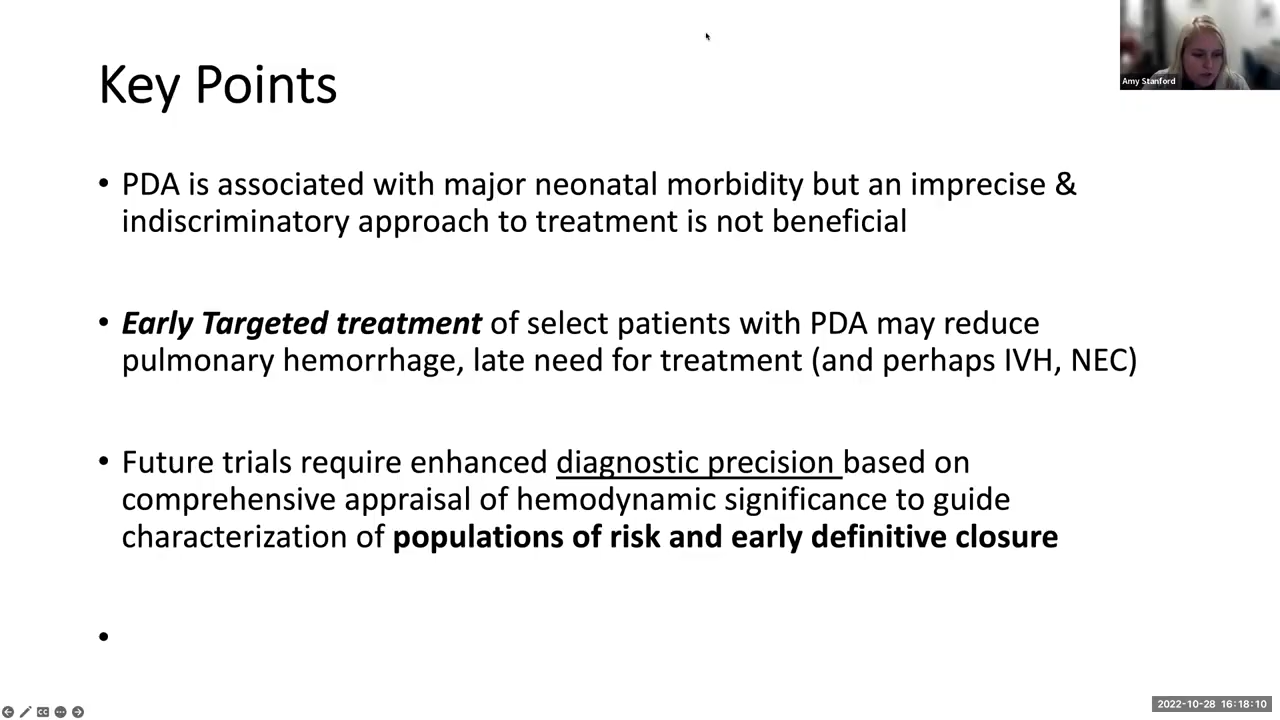 Amy Stanford
Key Points
• PDA is associated with major neonatal morbidity but an imprecise &
indiscriminatory approach to treatment is not beneficial
• Early Targeted treatment of select patients with PDA may reduce
pulmonary hemorrhage, late need for treatment (and perhaps IVH, NEC)
• Future trials require enhanced diagnostic precision based on
comprehensive appraisal of hemodynamic significance to guide
characterization of populations of risk and early definitive closure
•
CC
2022-10-28 16:18:10